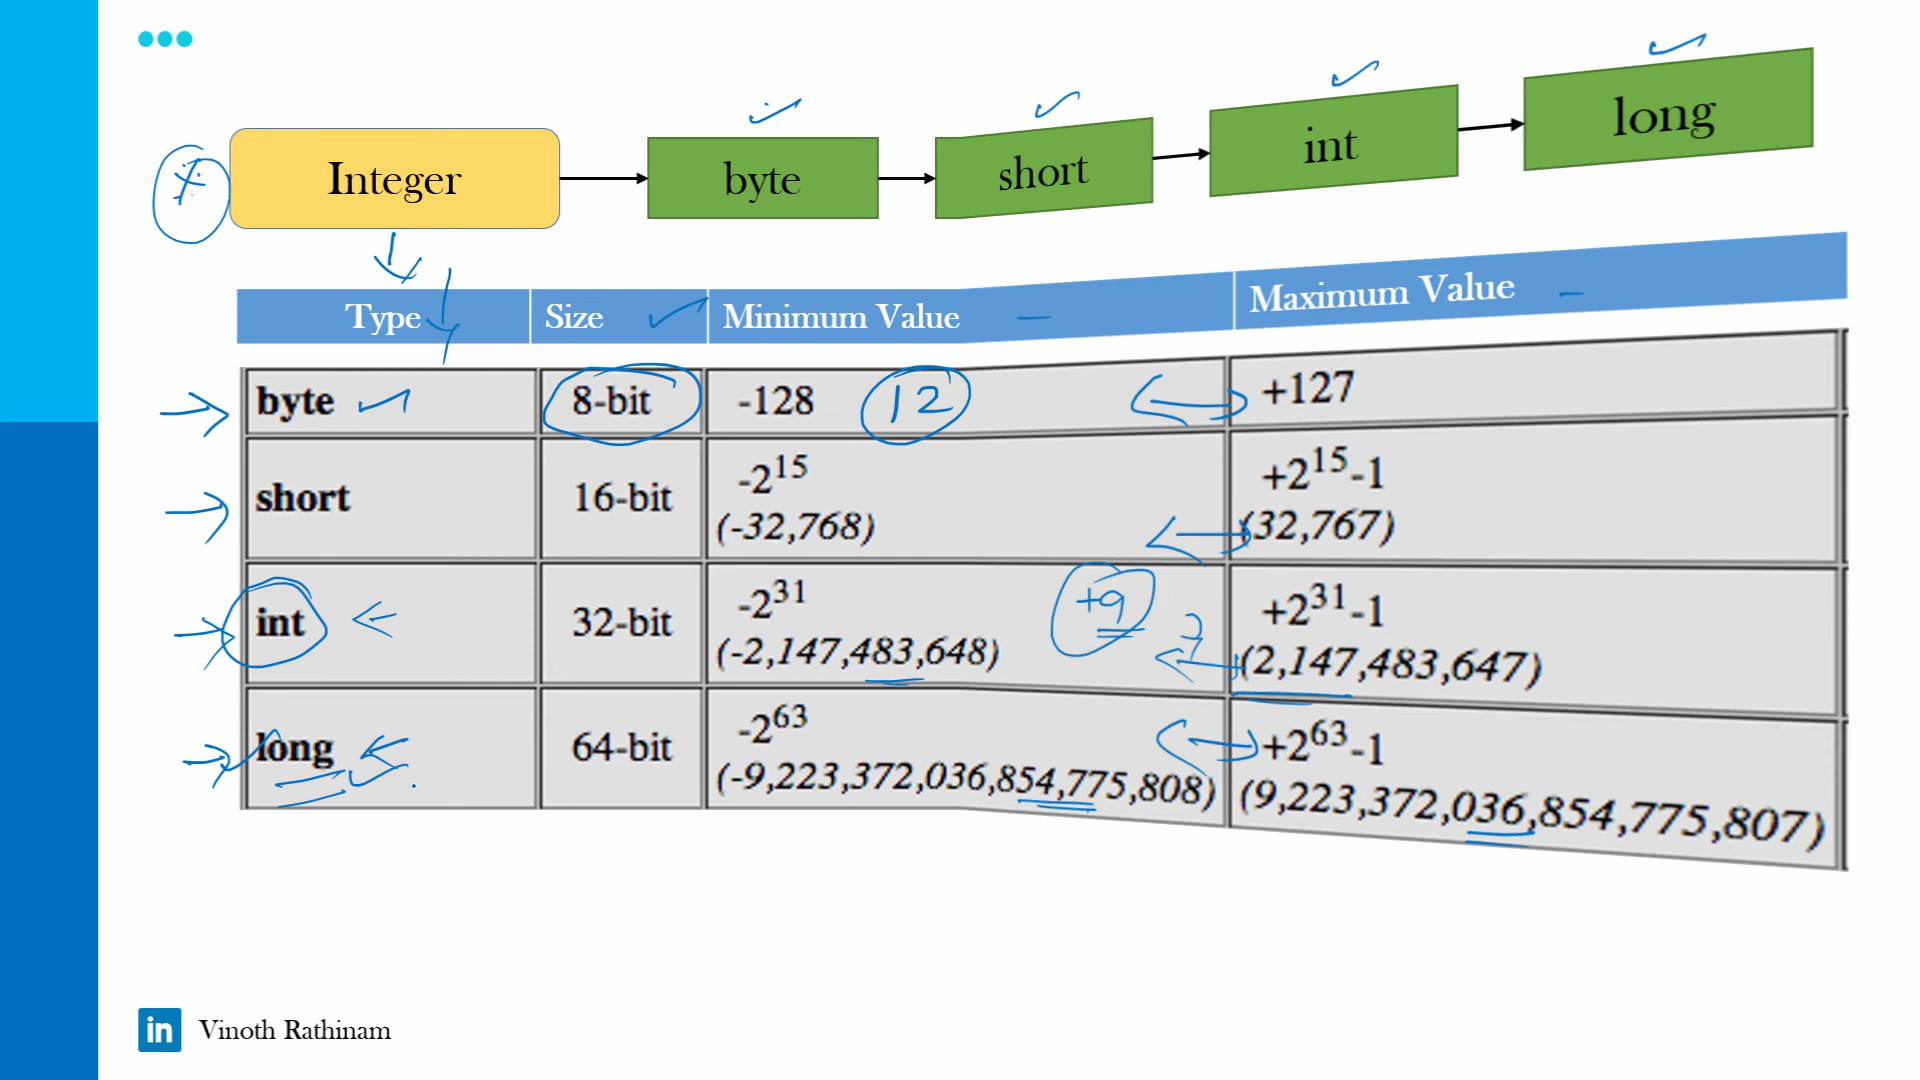 Integer
byte
short
int
long
Type
Size
Minimum Value
Maximum Value
byte
8-bit
-128
12
+127
short
16-bit
-2^15
(-32,768)
+2^15-1
(32,767)
int
32-bit
-2^31
(-2,147,483,648)
+9
+2^31-1
(2,147,483,647)
long
64-bit
-2^63
(-9,223,372,036,854,775,808)
+2^63-1
(9,223,372,036,854,775,807)
in Vinoth Rathinam